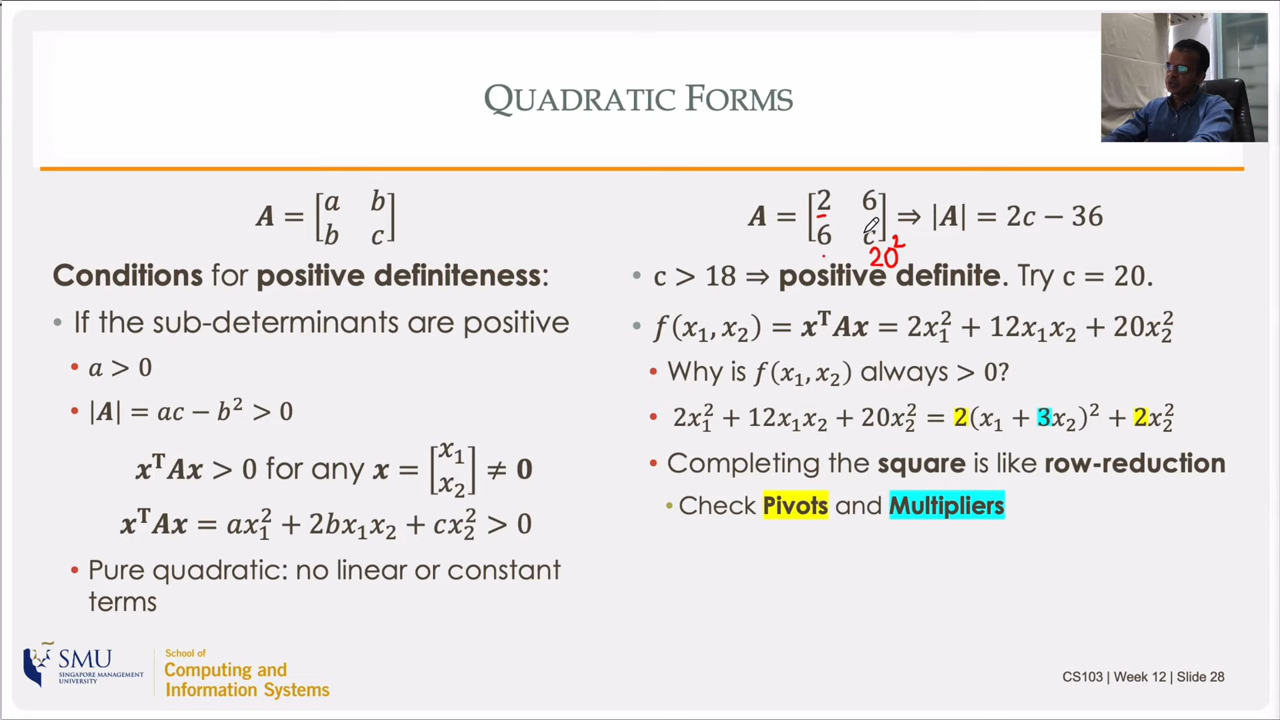 QUADRATIC FORMS
A = [a b; b c]
Conditions for positive definiteness:
• If the sub-determinants are positive
• a > 0
• |A| = ac − b² > 0
xᵀAx > 0 for any x = [x₁; x₂] ≠ 0
xᵀAx = ax₁² + 2bx₁x₂ + cx₂² > 0
• Pure quadratic: no linear or constant
terms
A = [2 6; 6 c] ⇒ |A| = 2c − 36
20²
• c > 18 ⇒ positive definite. Try c = 20.
• f(x₁, x₂) = xᵀAx = 2x₁² + 12x₁x₂ + 20x₂²
• Why is f(x₁, x₂) always > 0?
• 2x₁² + 12x₁x₂ + 20x₂² = 2(x₁ + 3x₂)² + 2x₂²
• Completing the square is like row-reduction
• Check Pivots and Multipliers
SMU
SINGAPORE MANAGEMENT
UNIVERSITY
School of
Computing and
Information Systems
CS103 | Week 12 | Slide 28